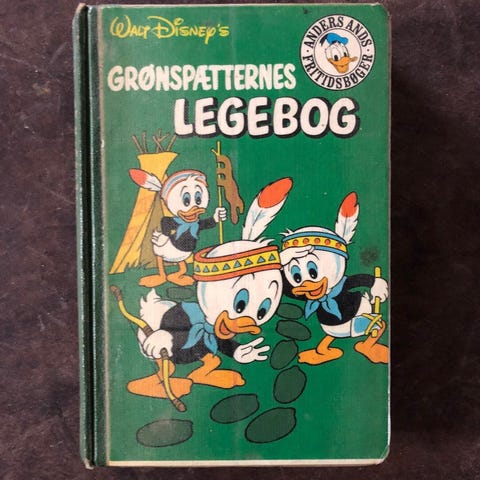 WALT DISNEY'S
ANDERS ANDS
FRITIDSBØGER
GRØNSPÆTTERNES
LEGEBOG